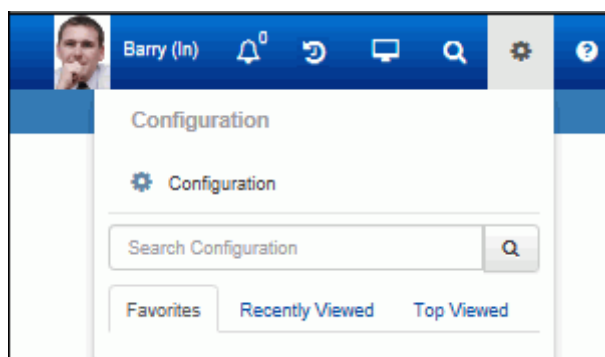 Barry (In) 0 ?
Configuration
Configuration
Search Configuration
Favorites Recently Viewed Top Viewed